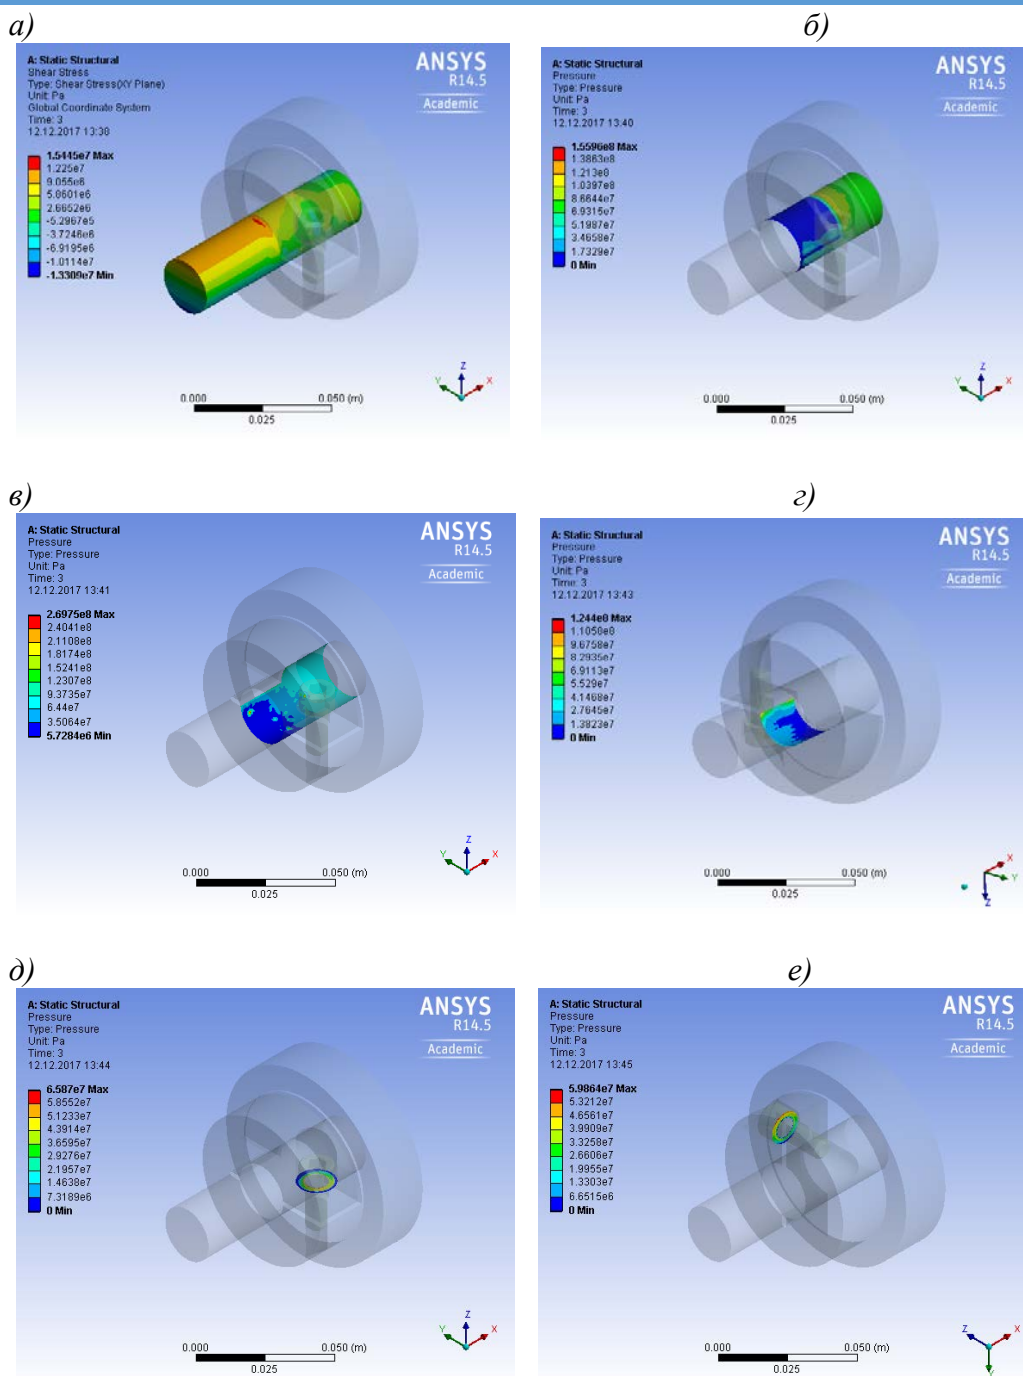 а)
A: Static Structural
Shear Stress
Type: Shear Stress(XY Plane)
Unit: Pa
Global Coordinate System
Time: 3
12.12.2017 13:38
1.5445e7 Max
1.225e7
9.055e6
5.8601e6
2.6652e6
-5.2967e5
-3.7246e6
-6.9195e6
-1.0114e7
-1.3309e7 Min
ANSYS
R14.5
Academic
Z
Y
X
0.000
0.050 (m)
0.025
б)
A: Static Structural
Pressure
Type: Pressure
Unit: Pa
Time: 3
12.12.2017 13:40
1.5596e8 Max
1.3863e8
1.213e8
1.0397e8
8.6644e7
6.9315e7
5.1987e7
3.4658e7
1.7329e7
0 Min
ANSYS
R14.5
Academic
Z
Y
X
0.000
0.050 (m)
0.025
в)
A: Static Structural
Pressure
Type: Pressure
Unit: Pa
Time: 3
12.12.2017 13:41
2.6975e8 Max
2.4041e8
2.1108e8
1.8174e8
1.5241e8
1.2307e8
9.3735e7
6.44e7
3.5064e7
5.7284e6 Min
ANSYS
R14.5
Academic
Z
Y
X
0.000
0.050 (m)
0.025
г)
A: Static Structural
Pressure
Type: Pressure
Unit: Pa
Time: 3
12.12.2017 13:43
1.244e8 Max
1.1058e8
9.6758e7
8.2935e7
6.9113e7
5.529e7
4.1468e7
2.7645e7
1.3823e7
0 Min
ANSYS
R14.5
Academic
X
Y
Z
0.000
0.050 (m)
0.025
д)
A: Static Structural
Pressure
Type: Pressure
Unit: Pa
Time: 3
12.12.2017 13:44
6.587e7 Max
5.8552e7
5.1233e7
4.3914e7
3.6595e7
2.9276e7
2.1957e7
1.4638e7
7.3189e6
0 Min
ANSYS
R14.5
Academic
Z
Y
X
0.000
0.050 (m)
0.025
е)
A: Static Structural
Pressure
Type: Pressure
Unit: Pa
Time: 3
12.12.2017 13:45
5.9864e7 Max
5.3212e7
4.6561e7
3.9909e7
3.3258e7
2.6606e7
1.9955e7
1.3303e7
6.6515e6
0 Min
ANSYS
R14.5
Academic
Z
X
Y
0.000
0.050 (m)
0.025